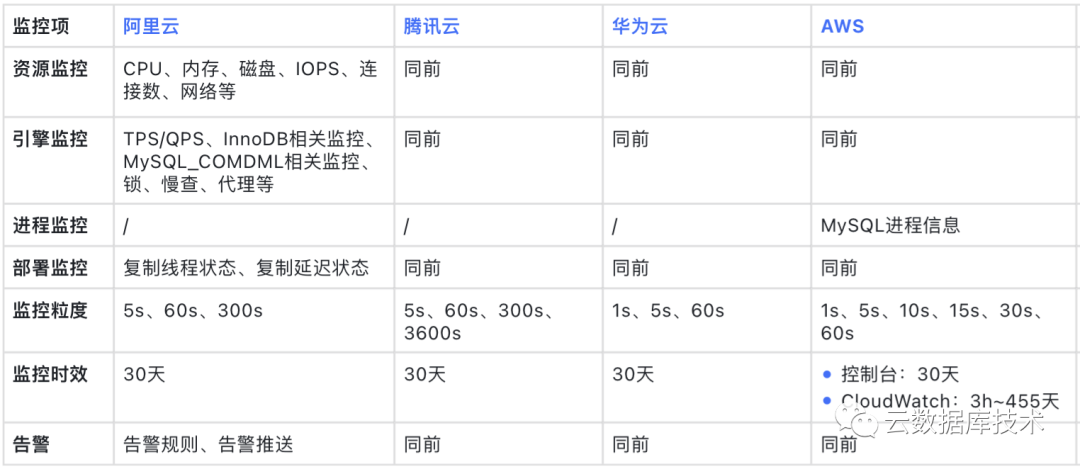 监控项 阿里云 腾讯云 华为云 AWS
资源监控 CPU、内存、磁盘、IOPS、连 同前 同前 同前
接数、网络等
引擎监控 TPS/QPS、InnoDB相关监控、 同前 同前 同前
MySQL_COMDML相关监控、
锁、慢查、代理等
进程监控 / / / MySQL进程信息
部署监控 复制线程状态、复制延迟状态 同前 同前 同前
监控粒度 5s、60s、300s 5s、60s、300s、 1s、5s、60s 1s、5s、10s、15s、30s、
3600s 60s
监控时效 30天 30天 30天 • 控制台：30天
• CloudWatch：3h~455天
云数据库技术
告警 告警规则、告警推送 同前 同前 同前